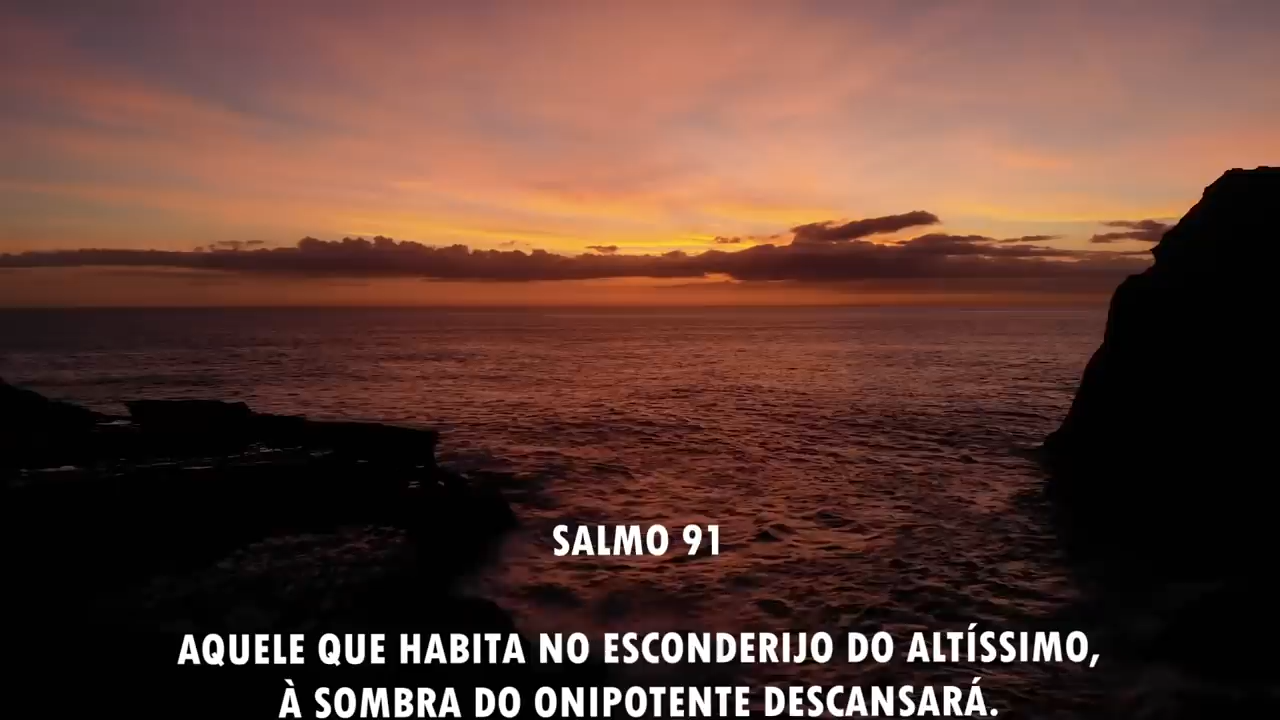 SALMO 91
AQUELE QUE HABITA NO ESCONDERIJO DO ALTÍSSIMO,
À SOMBRA DO ONIPOTENTE DESCANSARÁ.